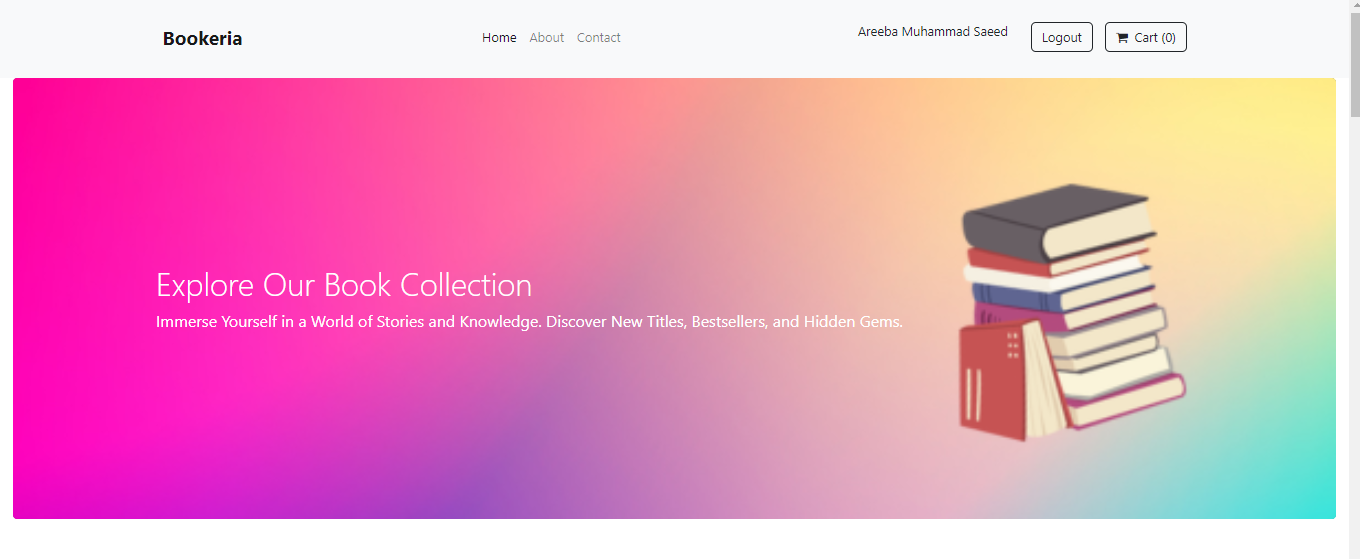 Bookeria
Home About Contact
Areeba Muhammad Saeed
Logout
Cart (0)
Explore Our Book Collection
Immerse Yourself in a World of Stories and Knowledge. Discover New Titles, Bestsellers, and Hidden Gems.